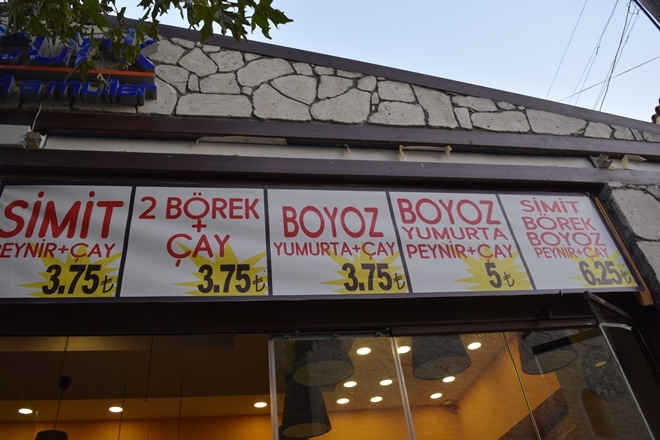 Mamuller
SİMİT
PEYNİR+ÇAY
3.75₺
2 BÖREK
+
ÇAY
3.75₺
BOYOZ
YUMURTA+ÇAY
3.75₺
BOYOZ
YUMURTA
PEYNİR+ÇAY
5₺
SİMİT
BÖREK
BOYOZ
PEYNİR+ÇAY
6.25₺